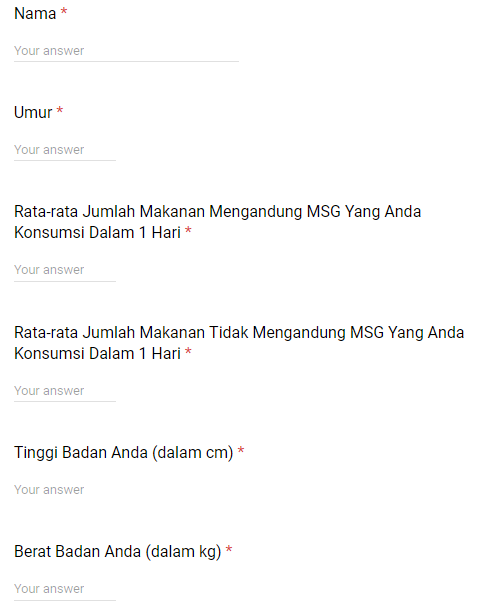 Nama *
Your answer
Umur *
Your answer
Rata-rata Jumlah Makanan Mengandung MSG Yang Anda
Konsumsi Dalam 1 Hari *
Your answer
Rata-rata Jumlah Makanan Tidak Mengandung MSG Yang Anda
Konsumsi Dalam 1 Hari *
Your answer
Tinggi Badan Anda (dalam cm) *
Your answer
Berat Badan Anda (dalam kg) *
Your answer